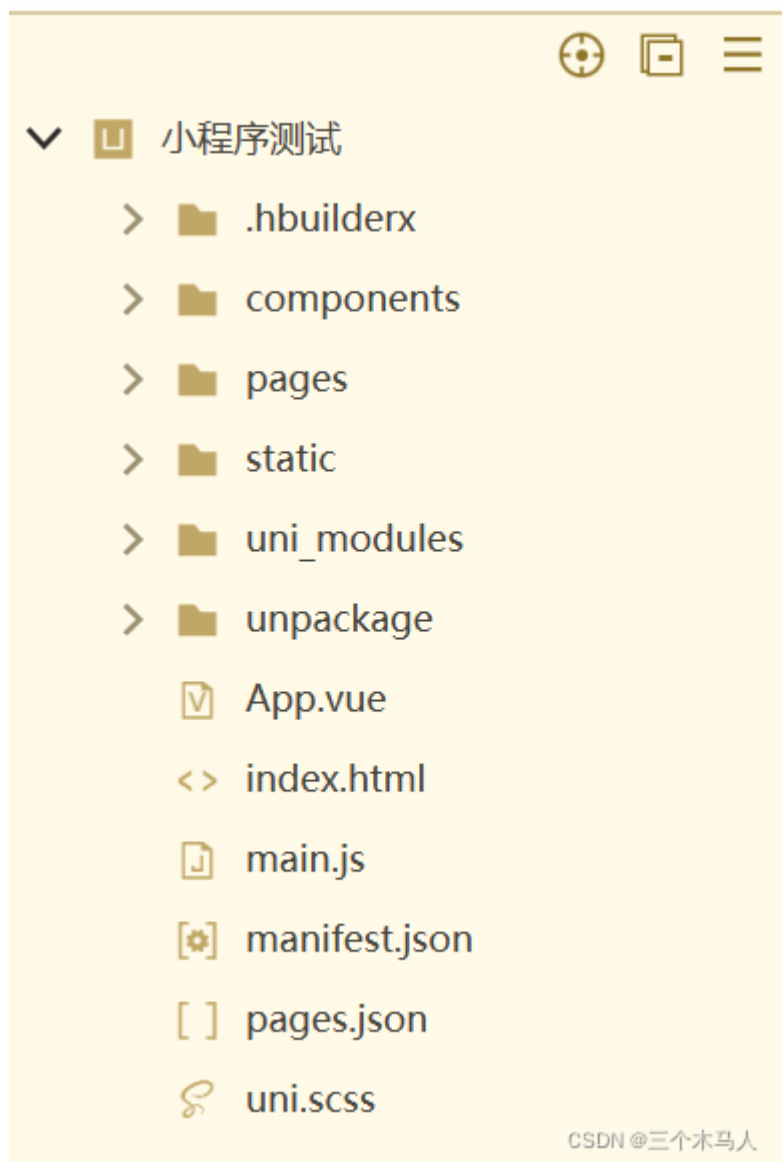 小程序测试
.hbuilderx
components
pages
static
uni_modules
unpackage
App.vue
index.html
main.js
manifest.json
pages.json
uni.scss
CSDN @三个木马人